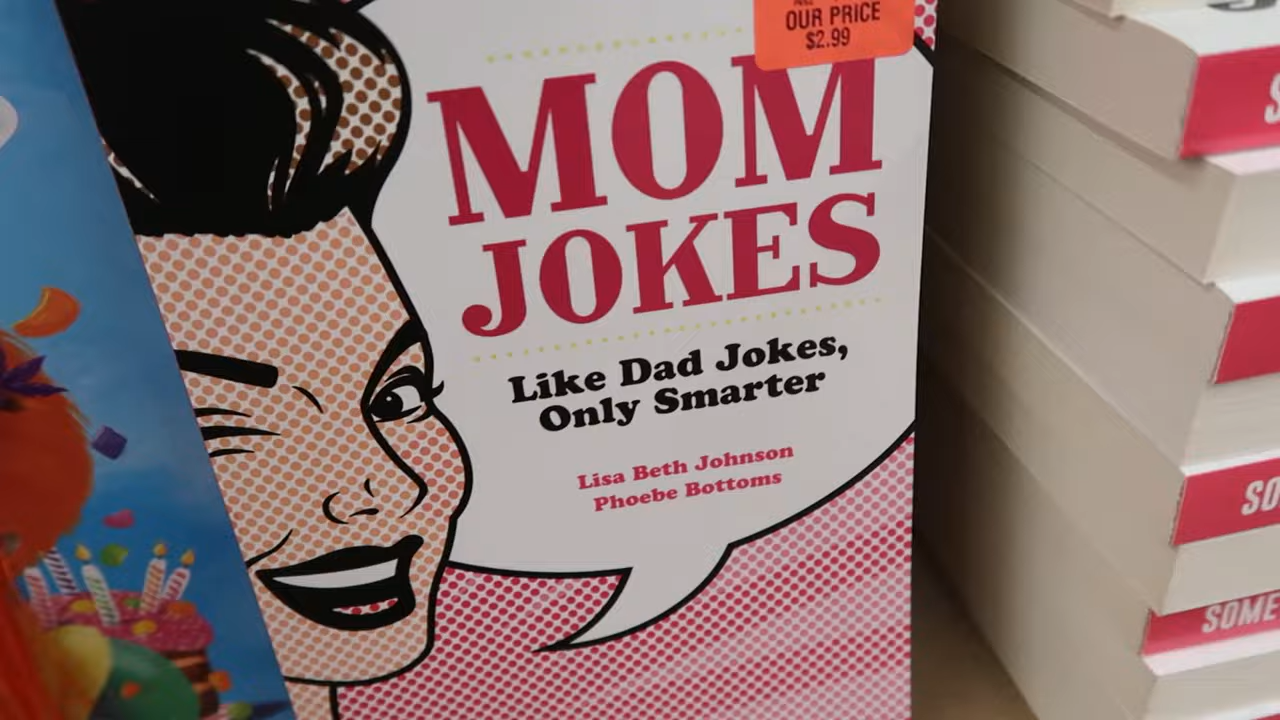 OUR PRICE
$2.99
MOM
JOKES
Like Dad Jokes,
Only Smarter
Lisa Beth Johnson
Phoebe Bottoms
SO
SOME